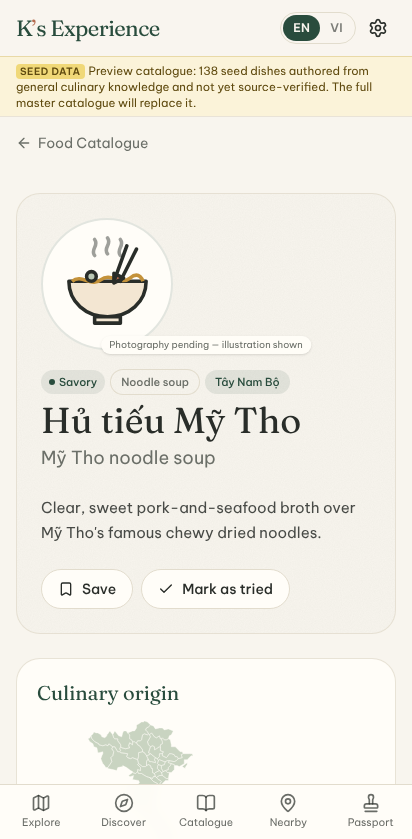 K's Experience
EN VI
SEED DATA Preview catalogue: 138 seed dishes authored from
general culinary knowledge and not yet source-verified. The full
master catalogue will replace it.
Food Catalogue
Photography pending — illustration shown
Savory Noodle soup Tây Nam Bộ
Hủ tiếu Mỹ Tho
Mỹ Tho noodle soup
Clear, sweet pork-and-seafood broth over
Mỹ Tho's famous chewy dried noodles.
Save Mark as tried
Culinary origin
Explore Discover Catalogue Nearby Passport